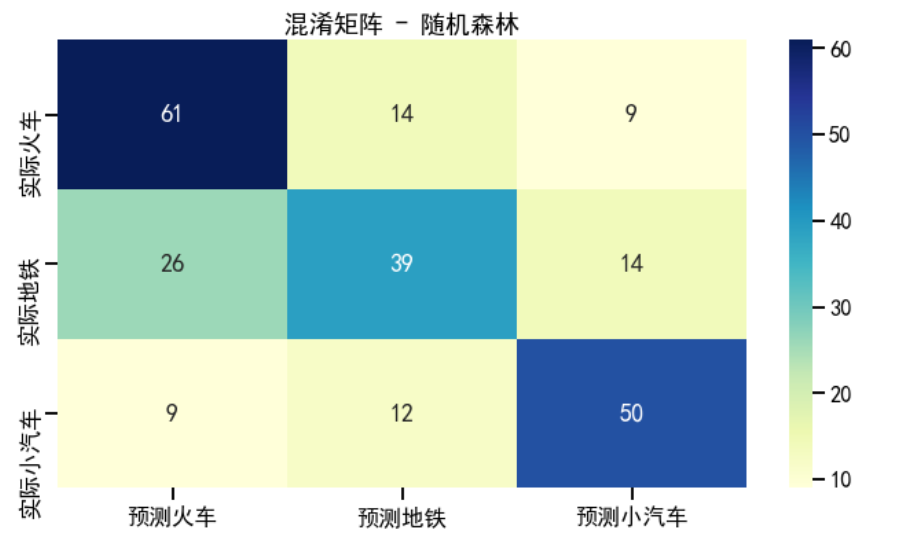 混淆矩阵 - 随机森林
实际火车
61 14 9
实际地铁
26 39 14
实际小汽车
9 12 50
预测火车 预测地铁 预测小汽车
60
50
40
30
20
10